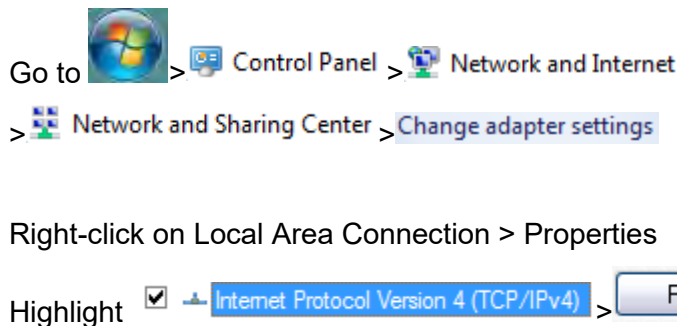 Go to > Control Panel > Network and Internet
> Network and Sharing Center > Change adapter settings
Right-click on Local Area Connection > Properties
Highlight Internet Protocol Version 4 (TCP/IPv4) >